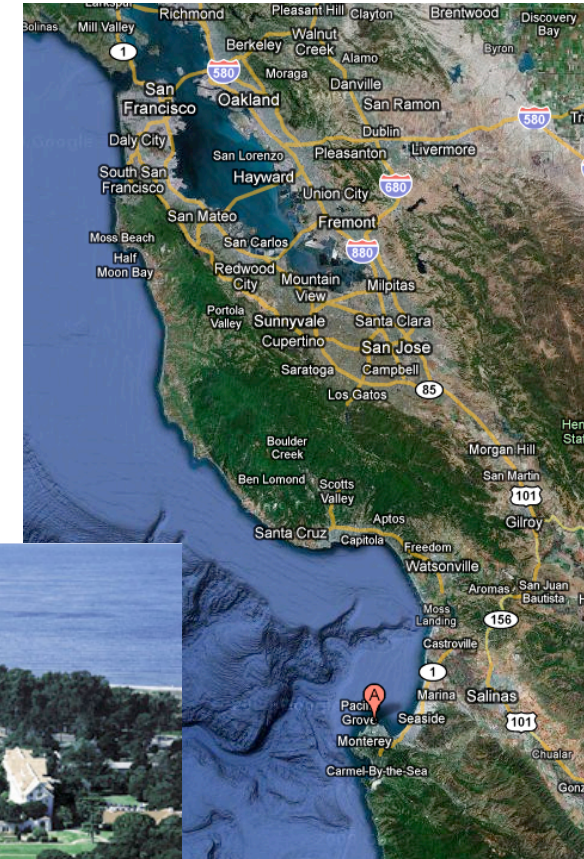 Larkspur
Richmond
Pleasant Hill
Clayton
Brentwood
Discovery
Bay
Bolinas
Mill Valley
Walnut
Creek
Berkeley
Byron
1
580
Alamo
Moraga
Danville
San
Francisco
Oakland
San Ramon
580
Dublin
Daly City
San Lorenzo
Pleasanton
Livermore
Hayward
680
South San
Francisco
Union City
San Mateo
Fremont
Moss Beach
San Carlos
880
Half
Moon Bay
Redwood
City
Mountain
View
Milpitas
Portola
Valley
Sunnyvale
Santa Clara
Cupertino
San Jose
Saratoga
Campbell
Los Gatos
85
Boulder
Creek
Morgan Hill
Ben Lomond
Scotts
Valley
San Martin
101
Aptos
Gilroy
Santa Cruz
Capitola
Freedom
Watsonville
Aromas
San Juan
Bautista
Moss
Landing
156
Castroville
1
A
Marina
Salinas
Pacific
Grove
Seaside
101
Monterey
Chualar
Carmel-By-the-Sea